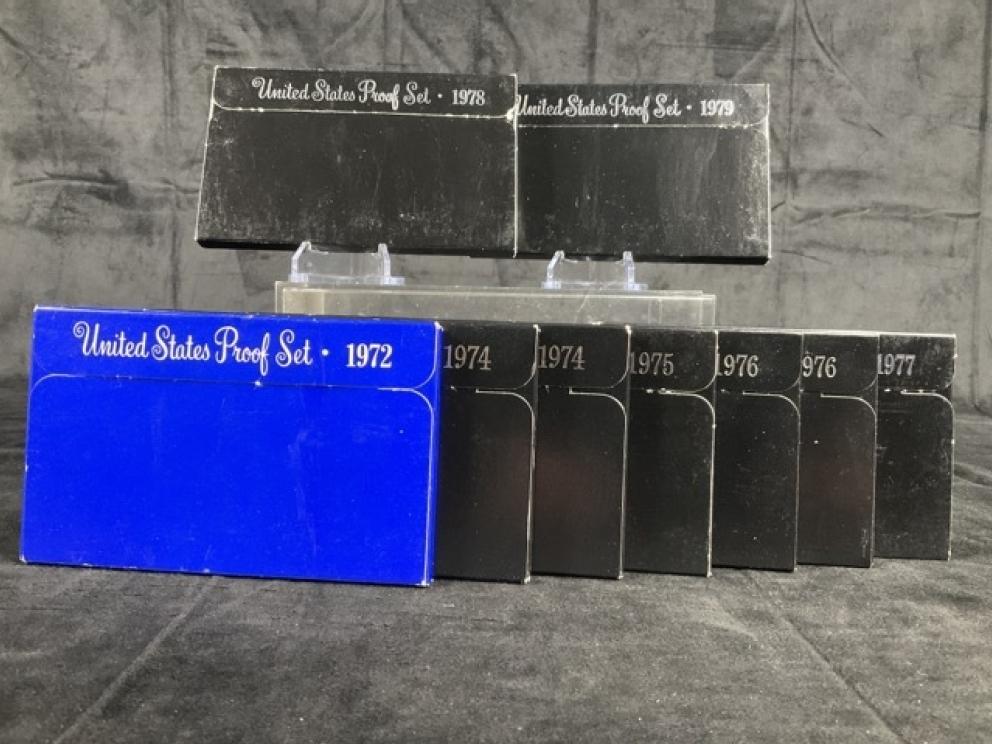 United States Proof Set • 1978
United States Proof Set • 1979
United States Proof Set • 1972
1974
1974
1975
1976
976
1977